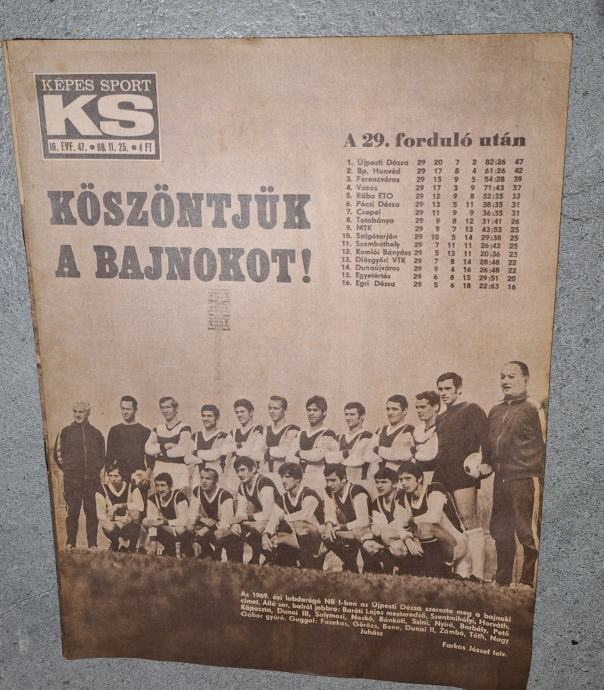 KÉPES SPORT
KS
16. ÉVF. 47. • 69. 11. 25. • 4 FT
KÖSZÖNTJÜK
A BAJNOKOT!
A 29. forduló után
1. Újpesti Dózsa 29 20 7 2 82:26 47
2. Bp. Honvéd 29 17 8 4 61:26 42
3. Ferencváros 29 15 9 5 54:28 39
4. Vasas 29 17 3 9 71:43 37
5. Rába ETO 29 12 9 8 52:35 33
6. Pécsi Dózsa 29 13 5 11 38:35 31
7. Csepel 29 11 9 9 36:35 31
8. Tatabánya 29 9 8 12 31:41 26
9. MTK 29 9 7 13 43:53 25
10. Salgótarján 29 10 5 14 29:38 25
11. Szombathely 29 7 11 11 26:42 25
12. Komlói Bányász 29 5 13 11 20:36 23
13. Diósgyőri VTK 29 7 8 14 28:48 22
14. Dunaújváros 29 9 4 16 26:48 22
15. Egyetértés 29 6 8 15 29:51 20
16. Egri Dózsa 29 5 6 18 22:63 16
Az 1969. évi labdarúgó NB I-ben az Újpesti Dózsa szerezte meg a bajnoki
címet. Álló sor, balról jobbra: Baróti Lajos mesteredző, Szentmihályi, Horváth,
Káposzta, Dunai III, Solymosi, Noskó, Bánkuti, Szini, Nyírő, Borbély, Pető
Gábor gyúró. Guggol: Fazekas, Göröcs, Bene, Dunai II, Zámbó, Tóth, Nagy
Juhász
Farkas József felv.